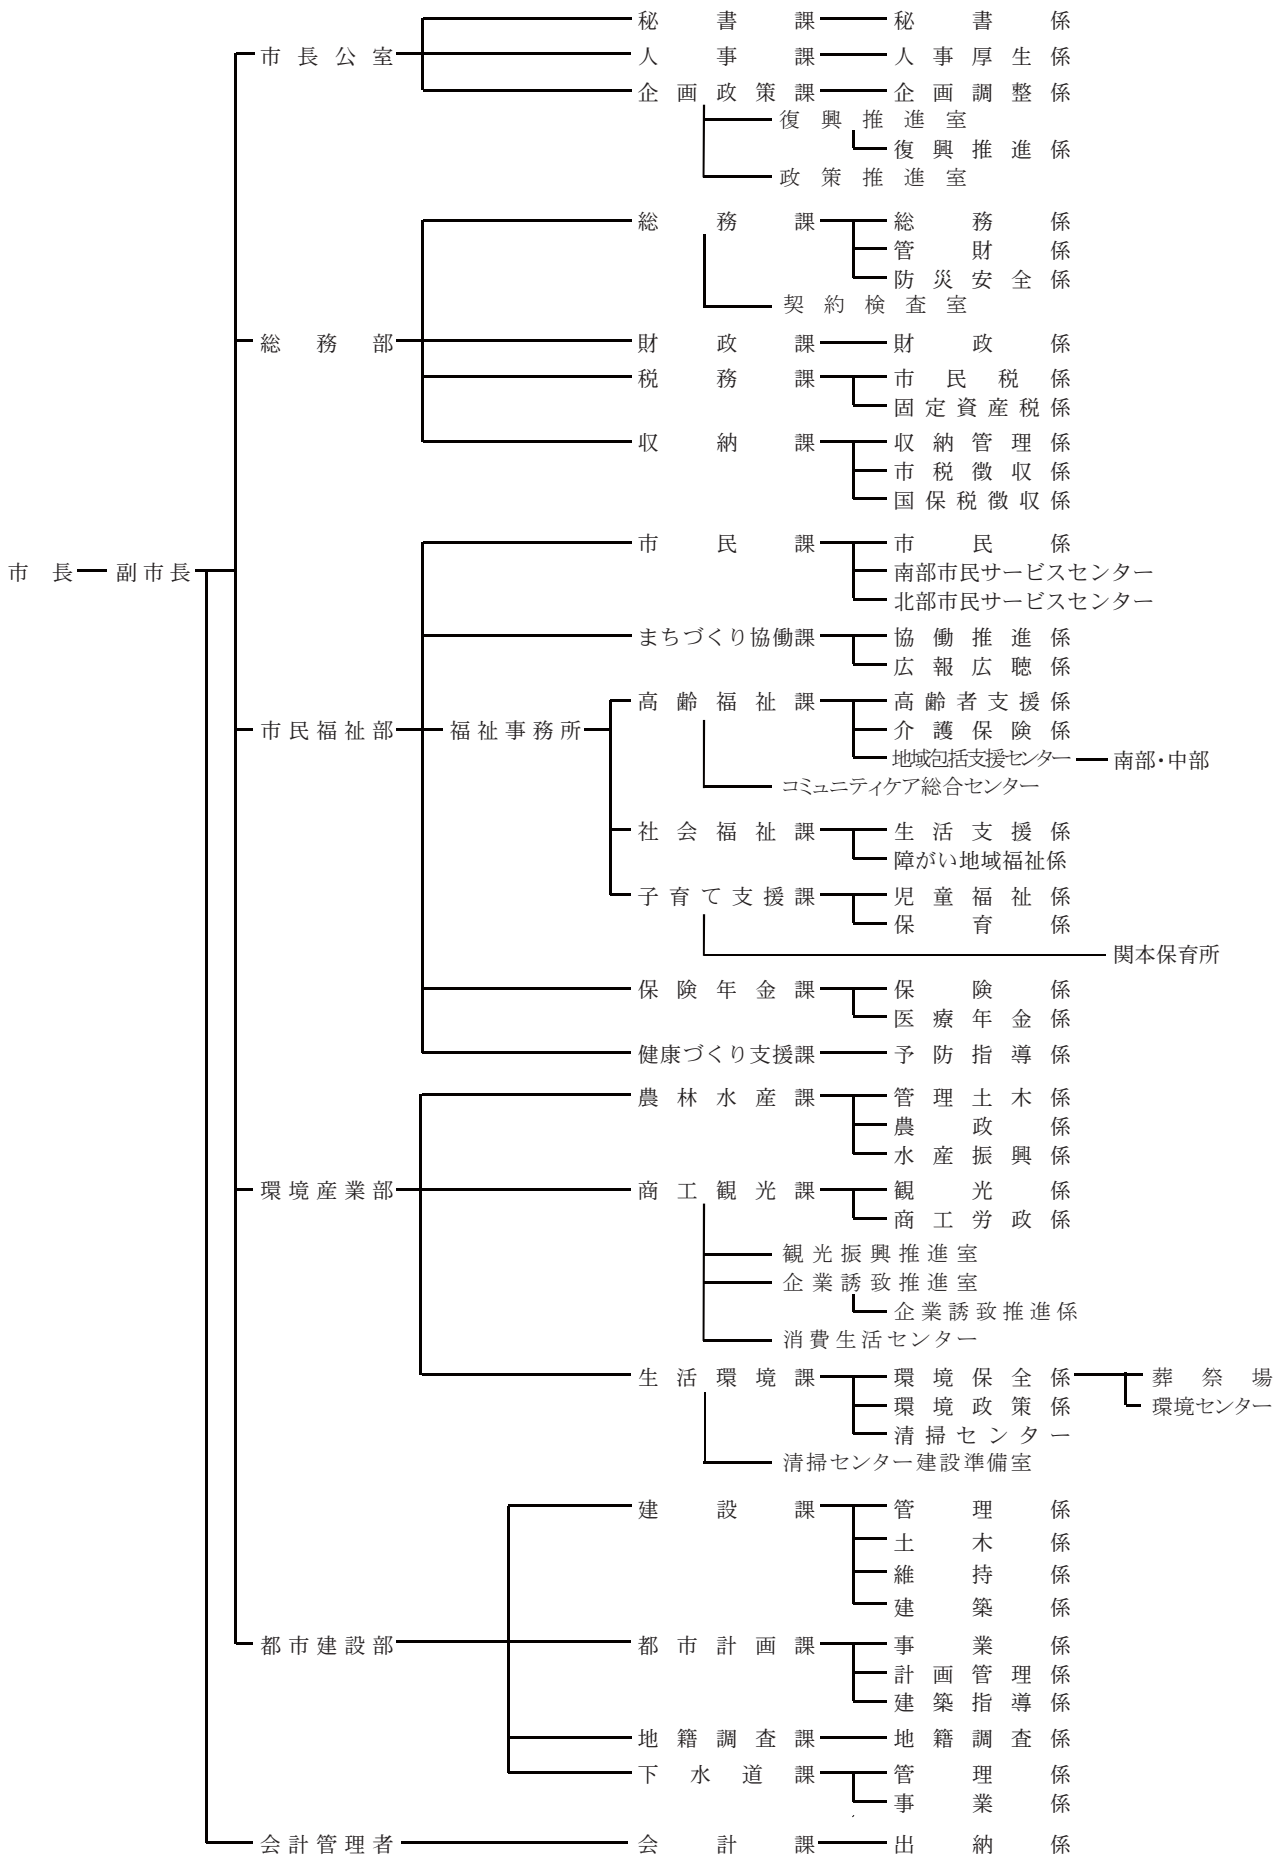 秘書課 秘書係
市長公室 人事課 人事厚生係
企画政策課 企画調整係
復興推進室
復興推進係
政策推進室
総務課 総務係
管財係
防災安全係
契約検査室
総務部 財政課 財政係
税務課 市民税係
固定資産税係
収納課 収納管理係
市税徴収係
国保税徴収係
市民課 市民係
市長 副市長 南部市民サービスセンター
北部市民サービスセンター
まちづくり協働課 協働推進係
広報広聴係
高齢福祉課 高齢者支援係
市民福祉部 福祉事務所 介護保険係
地域包括支援センター 南部・中部
コミュニティケア総合センター
社会福祉課 生活支援係
障がい地域福祉係
子育て支援課 児童福祉係
保育係
関本保育所
保険年金課 保険係
医療年金係
健康づくり支援課 予防指導係
農林水産課 管理土木係
農政係
水産振興係
環境産業部 商工観光課 観光係
商工労政係
観光振興推進室
企業誘致推進室
企業誘致推進係
消費生活センター
生活環境課 環境保全係 葬祭場
環境政策係 環境センター
清掃センター
清掃センター建設準備室
建設課 管理係
土木係
維持係
建築係
都市建設部 都市計画課 事業係
計画管理係
建築指導係
地籍調査課 地籍調査係
下水道課 管理係
事業係
会計管理者 会計課 出納係